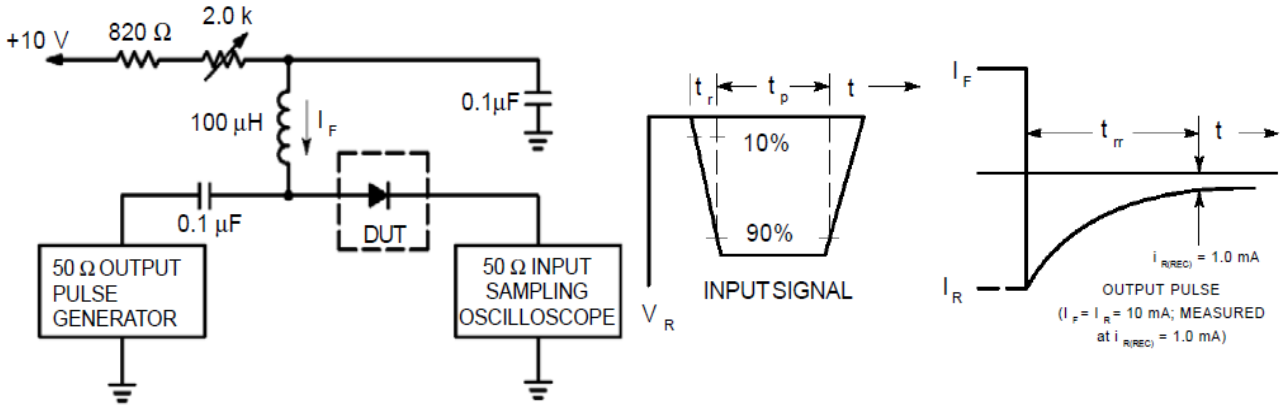 +10 V
820 Ω
2.0 k
100 μH
I F
0.1μF
0.1 μF
DUT
50 Ω OUTPUT
PULSE
GENERATOR
50 Ω INPUT
SAMPLING
OSCILLOSCOPE
t r
t p
t
10%
90%
V R
INPUT SIGNAL
I F
t rr
t
I R
i R(REC) = 1.0 mA
OUTPUT PULSE
(I F = I R = 10 mA; MEASURED
at i R(REC) = 1.0 mA)